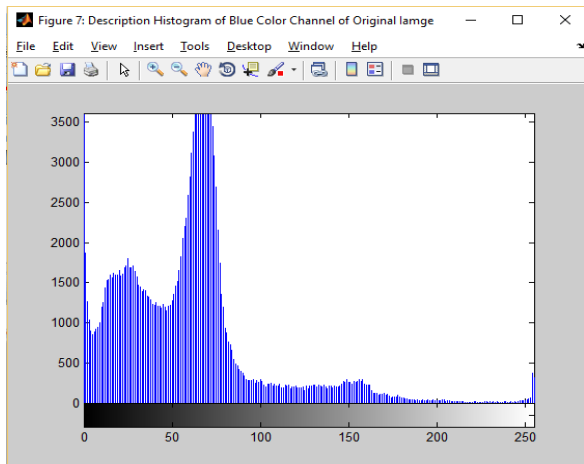 Figure 7: Description Histogram of Blue Color Channel of Original Iamge
File Edit View Insert Tools Desktop Window Help
3500
3000
2500
2000
1500
1000
500
0
0 50 100 150 200 250